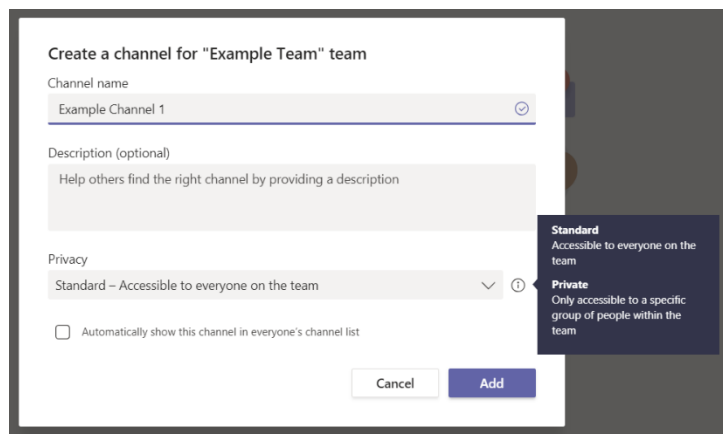 Create a channel for "Example Team" team
Channel name
Example Channel 1
Description (optional)
Help others find the right channel by providing a description
Privacy
Standard – Accessible to everyone on the team
Standard
Accessible to everyone on the
team
Private
Only accessible to a specific
group of people within the
team
Automatically show this channel in everyone's channel list
Cancel
Add